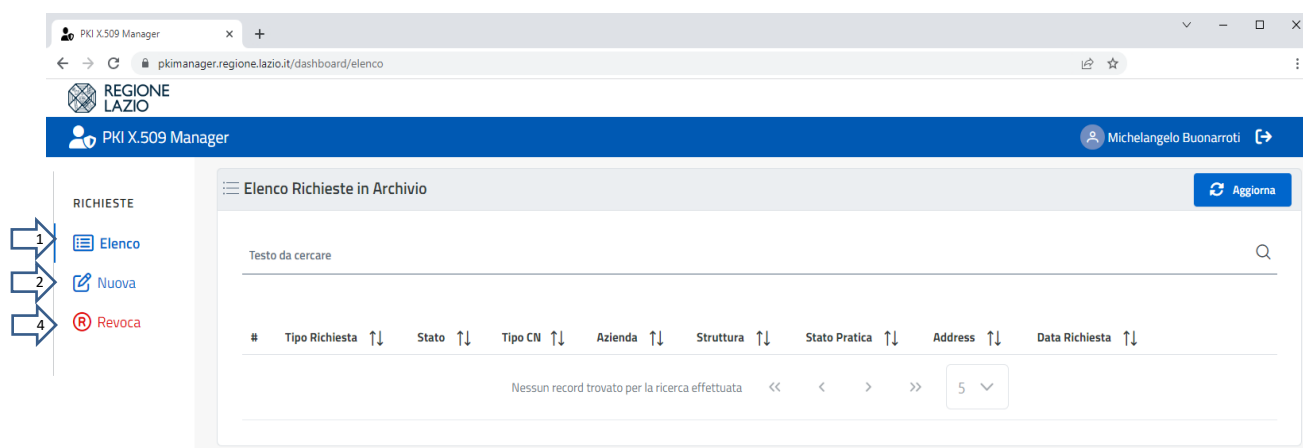 PKI X.509 Manager
pkimanager.regione.lazio.it/dashboard/elenco
REGIONE
LAZIO
PKI X.509 Manager
Michelangelo Buonarroti
RICHIESTE
1 Elenco
2 Nuova
4 R Revoca
Elenco Richieste in Archivio
Aggiorna
Testo da cercare
# Tipo Richiesta Stato Tipo CN Azienda Struttura Stato Pratica Address Data Richiesta
Nessun record trovato per la ricerca effettuata << < > >> 5